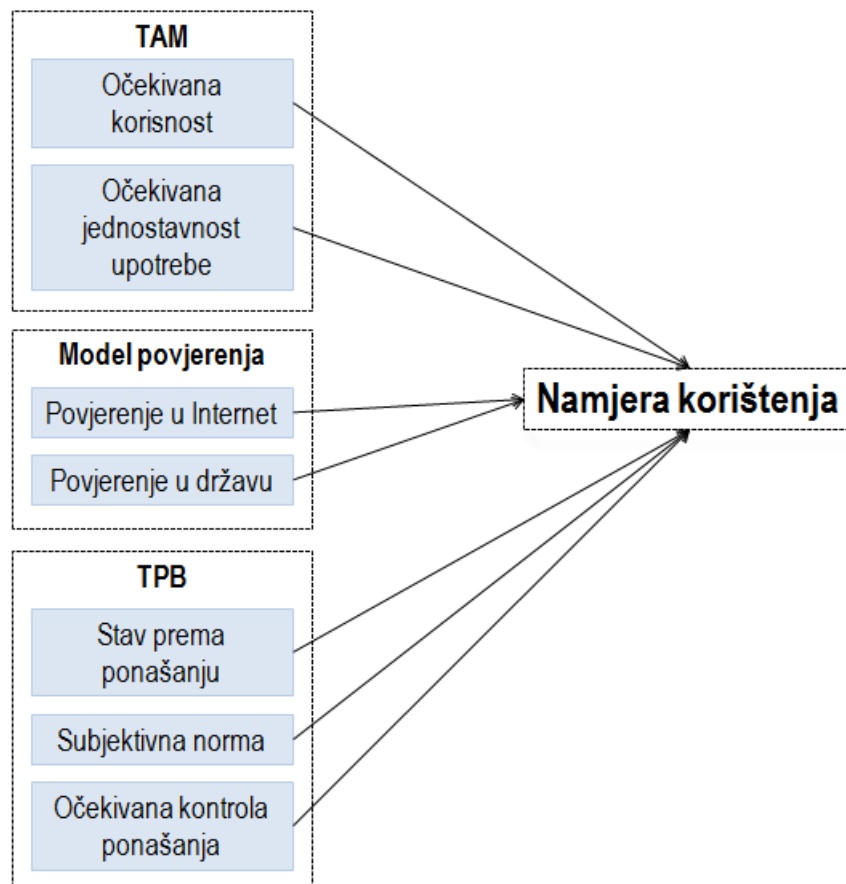 TAM
Očekivana
korisnost
Očekivana
jednostavnost
upotrebe
Model povjerenja
Povjerenje u Internet
Povjerenje u državu
Namjera korištenja
TPB
Stav prema
ponašanju
Subjektivna norma
Očekivana kontrola
ponašanja